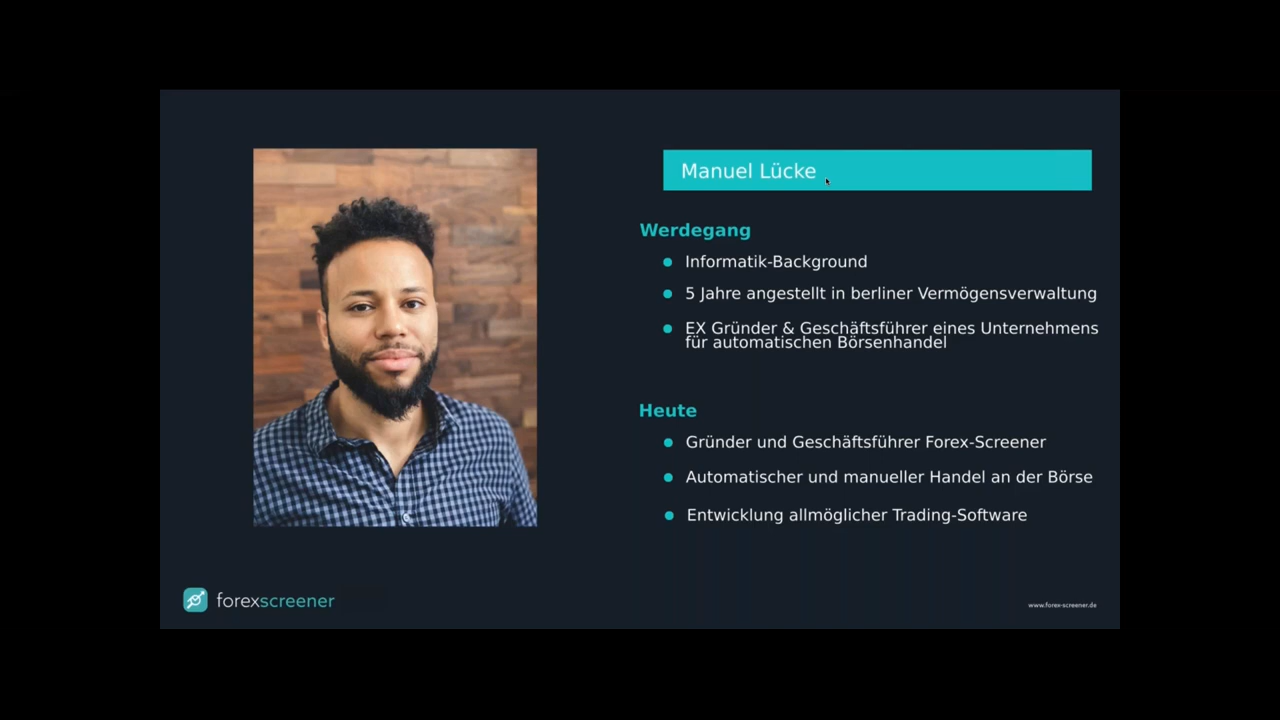 Manuel Lücke
Werdegang
Informatik-Background
5 Jahre angestellt in berliner Vermögensverwaltung
EX Gründer & Geschäftsführer eines Unternehmens
für automatischen Börsenhandel
Heute
Gründer und Geschäftsführer Forex-Screener
Automatischer und manueller Handel an der Börse
Entwicklung allmöglicher Trading-Software
forexscreener
www.forex-screener.de